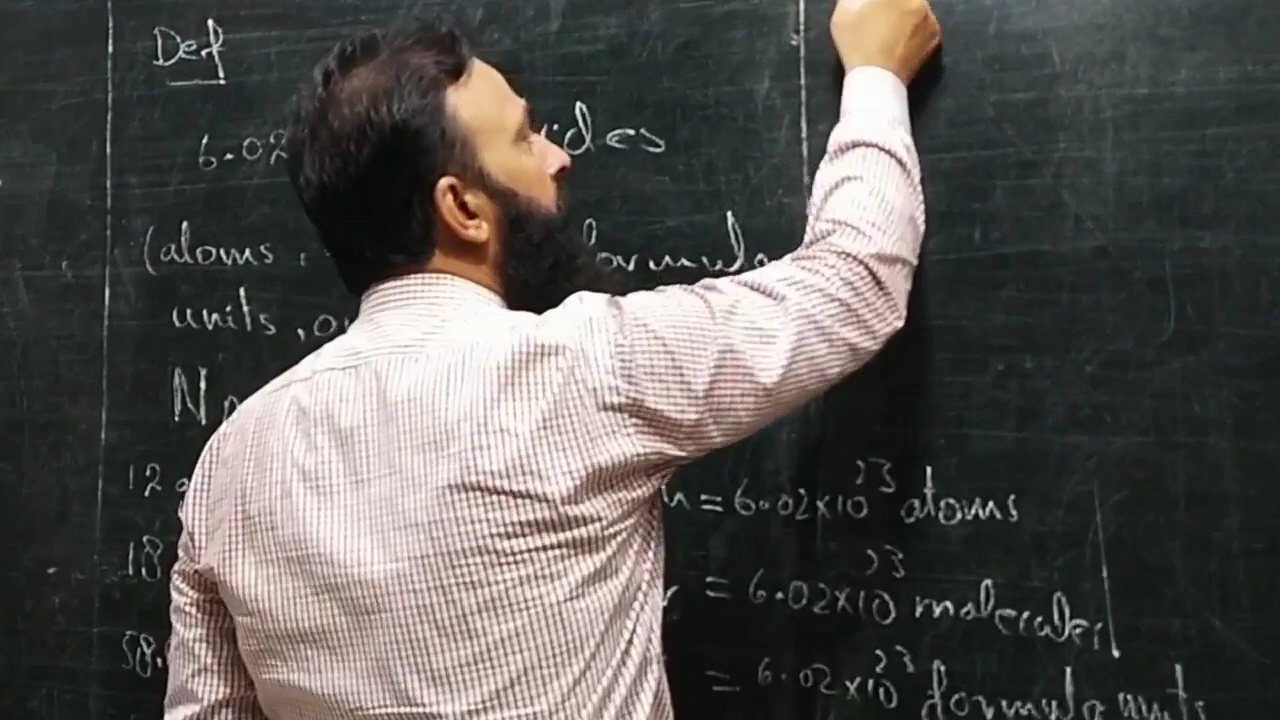 Def
6.02
(atoms, formula
units, or
N
12 = 6.02x10²³ atoms
18 = 6.02x10²³ molecules
58. = 6.02x10²³ formula units